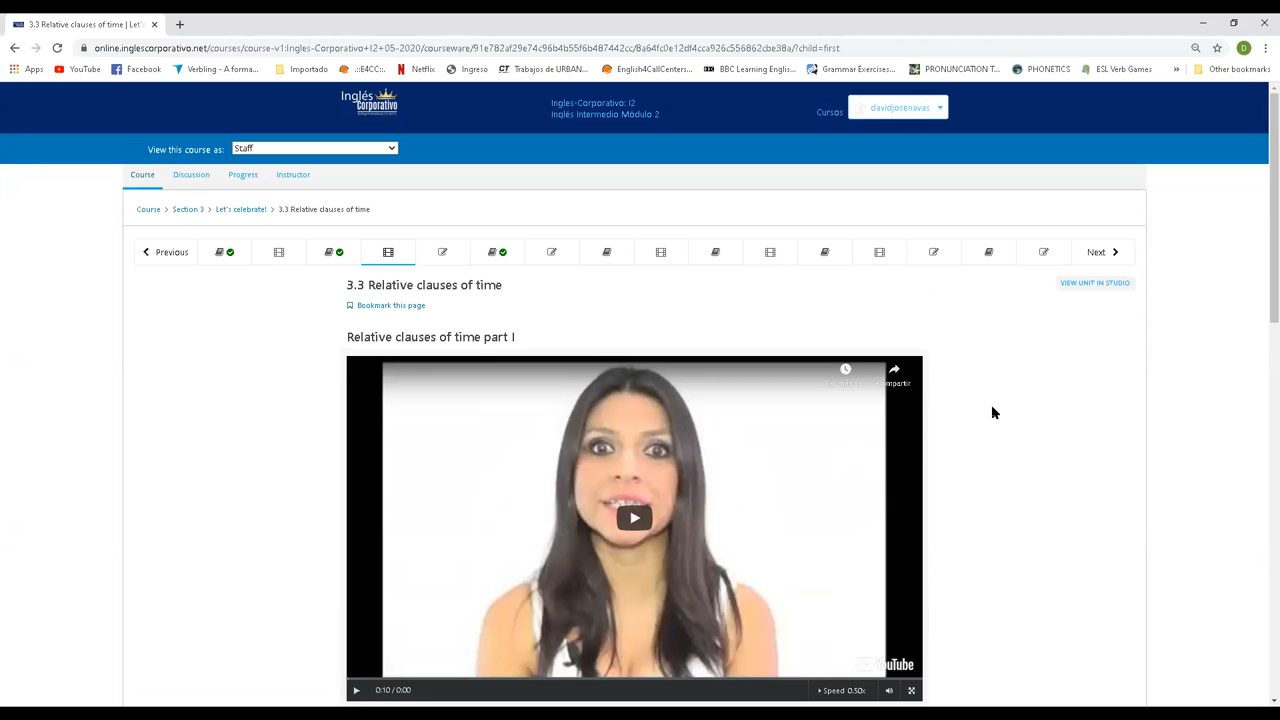 3.3 Relative clauses of time | Let's
online.inglescorporativo.net/courses/course-v1:Ingles-Corporativo+I2+05-2020/courseware/91e782af29e74c96b4b55f6b487442cc/8a64fc0e12df4cca926c556862cbe38a/?child=first
Apps YouTube Facebook Verbling - A forma... Importado .::E4CC::. Netflix Ingreso Trabajos de URBAN... English4CallCenters... BBC Learning English... Grammar Exercises... PRONUNCIATION T... PHONETICS ESL Verb Games » Other bookmarks
Inglés
Corporativo
Ingles-Corporativo: I2
Inglés Intermedio Módulo 2
Cursos davidjosenavas
View this course as: Staff
Course Discussion Progress Instructor
Course > Section 3 > Let's celebrate! > 3.3 Relative clauses of time
Previous Next
3.3 Relative clauses of time
VIEW UNIT IN STUDIO
Bookmark this page
Relative clauses of time part I
YouTube
0:10 / 0:00 Speed 0.50x